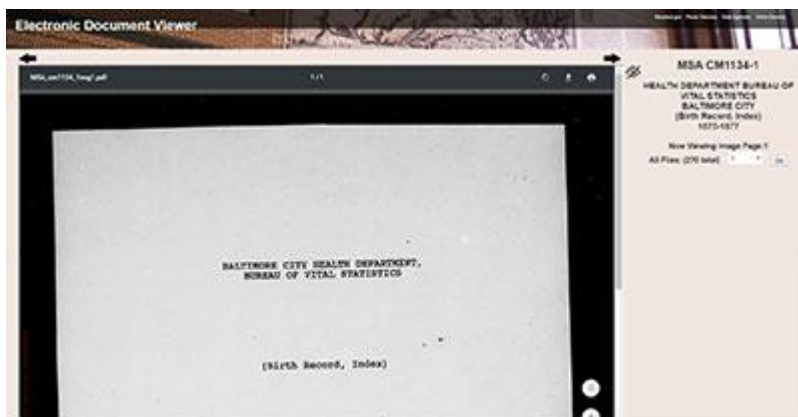 Electronic Document Viewer
MSA_cm1134_1msg1.pdf
1 / 1
MSA CM1134-1
HEALTH DEPARTMENT BUREAU OF
VITAL STATISTICS
BALTIMORE CITY
(Birth Record, Index)
1875-1877
Now Viewing Image Page: 1
All Files: (270 total)
Go
BALTIMORE CITY HEALTH DEPARTMENT,
BUREAU OF VITAL STATISTICS
(Birth Record, Index)